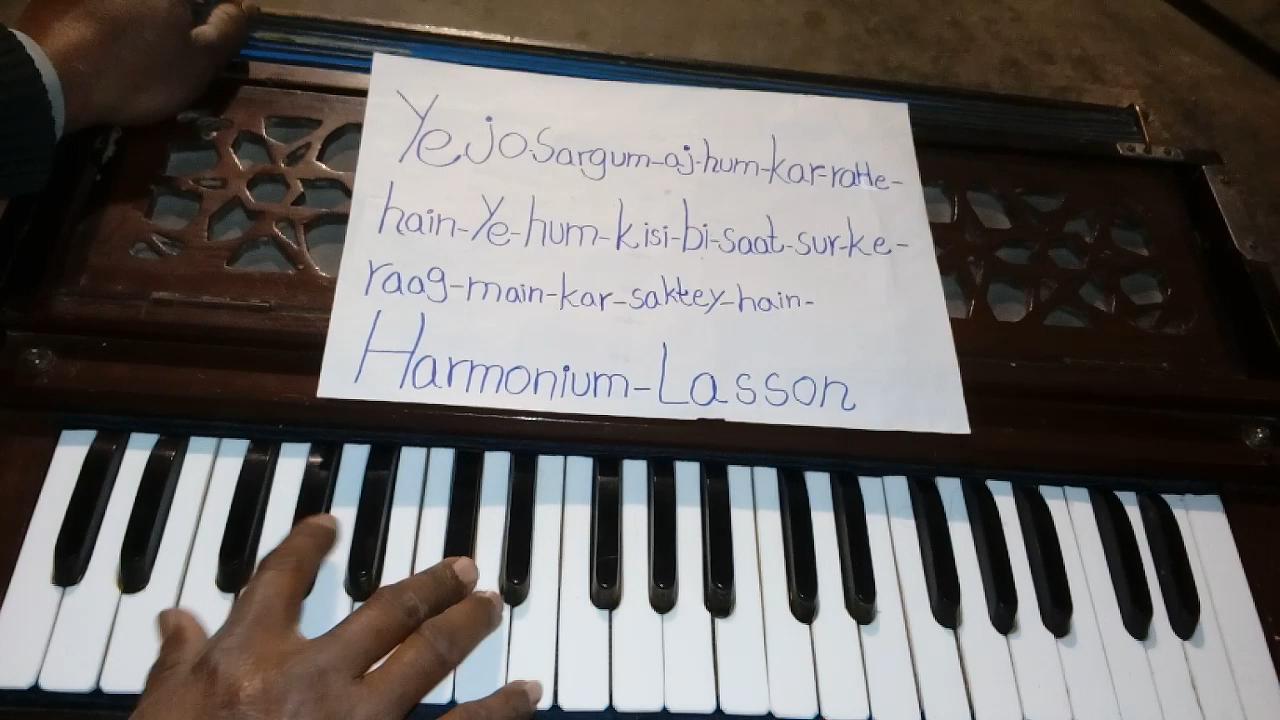 Ye jo Sargum-aj-hum-kar-rahe-
hain-Ye-hum-kisi-bi-saat-sur-ke-
raag-main-kar-saktey-hain-
Harmonium-Lasson